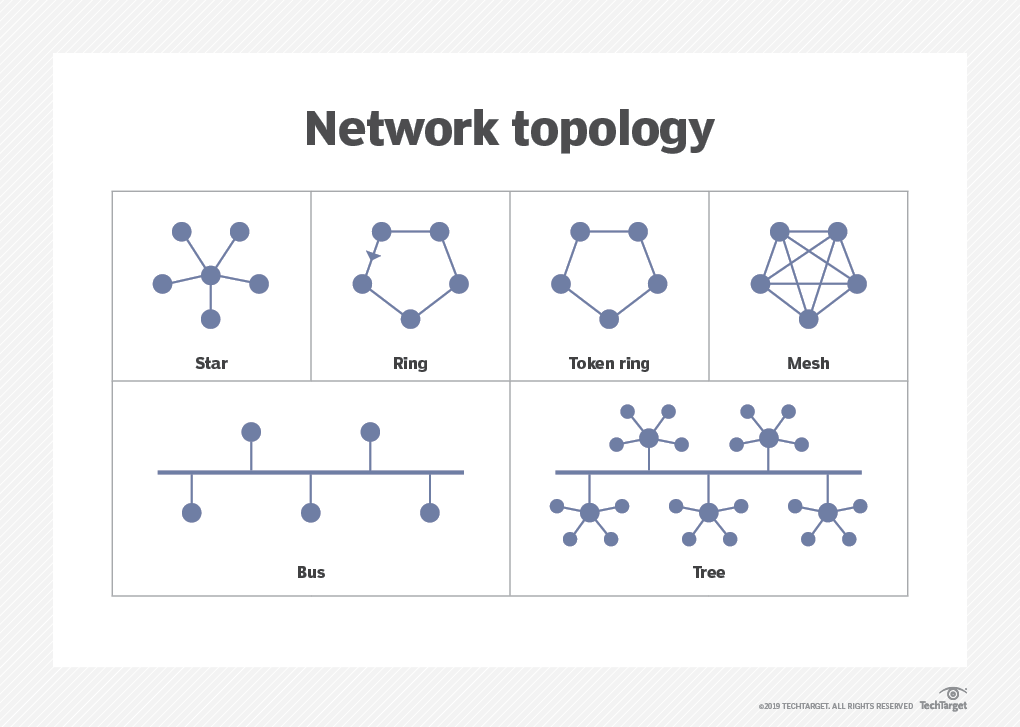 Network topology
Star
Ring
Token ring
Mesh
Bus
Tree
©2019 TECHTARGET. ALL RIGHTS RESERVED TechTarget